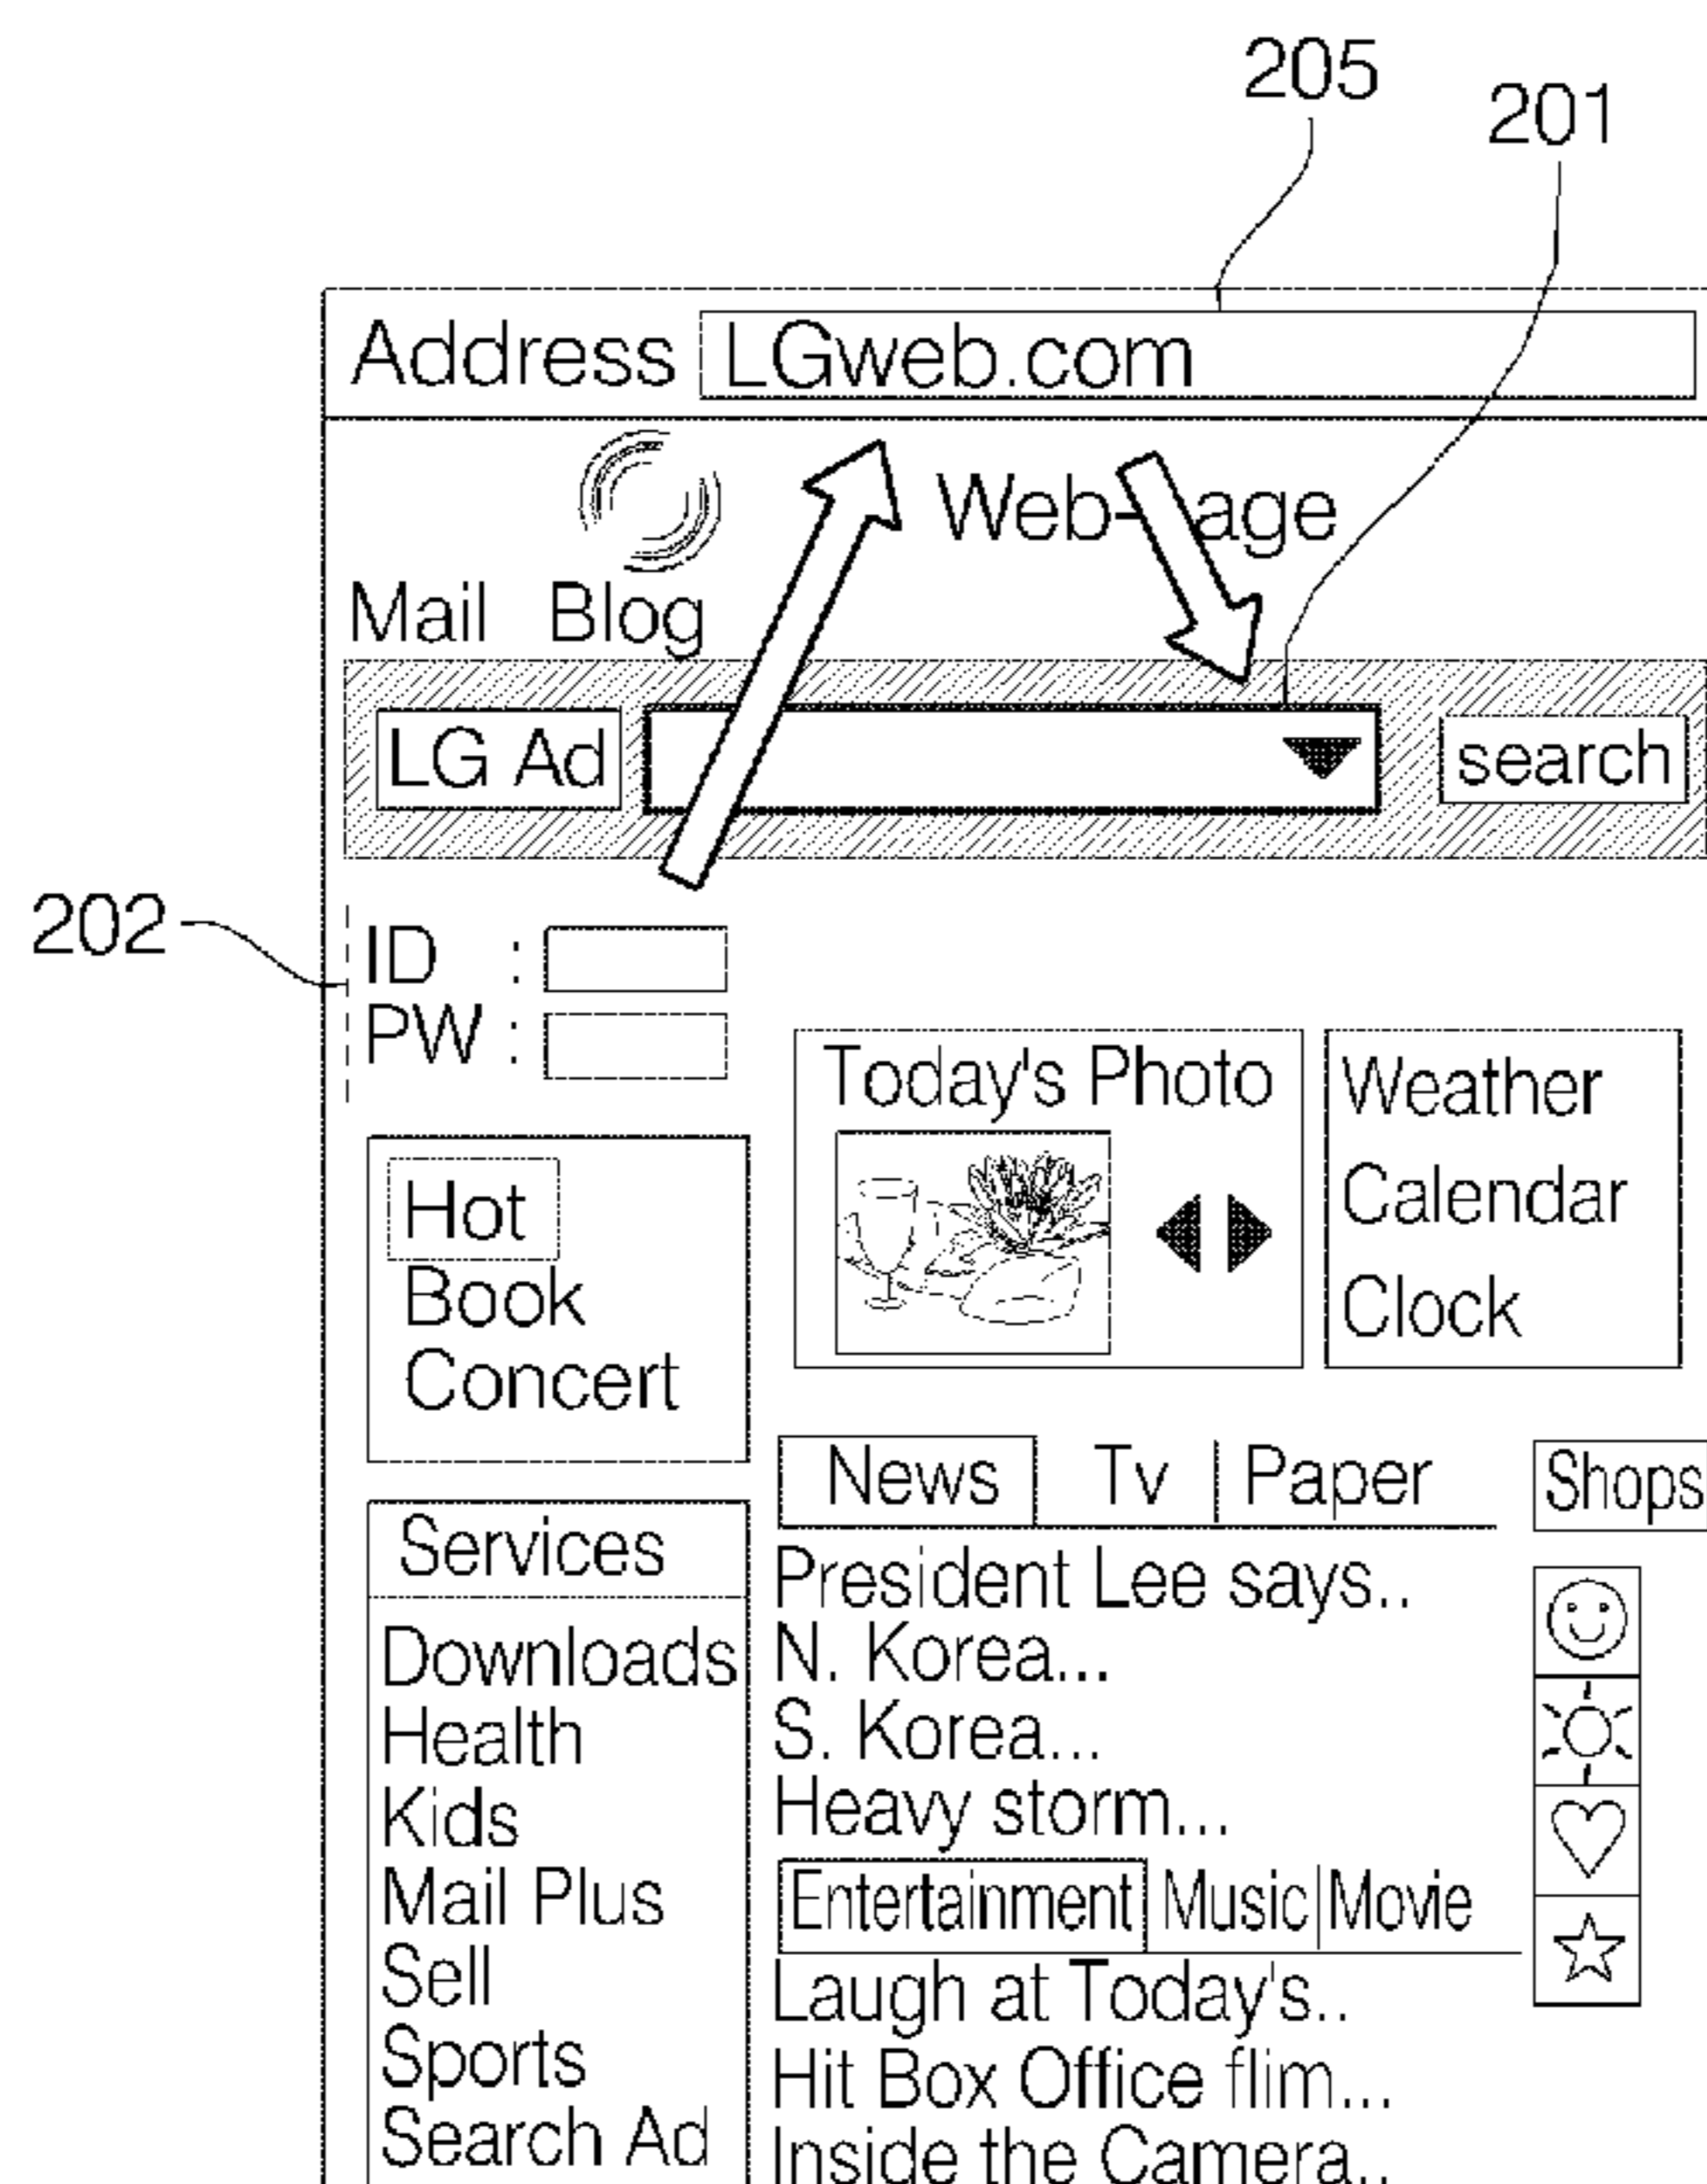 205
201
Address LGweb.com
Web-page
Mail Blog
LG Ad search
202
ID :
PW :
Today's Photo
Weather
Calendar
Clock
Hot
Book
Concert
News Tv Paper
Shops
Services
Downloads
Health
Kids
Mail Plus
Sell
Sports
Search Ad
President Lee says..
N. Korea...
S. Korea...
Heavy storm...
Entertainment Music Movie
Laugh at Today's..
Hit Box Office flim...
Inside the Camera..